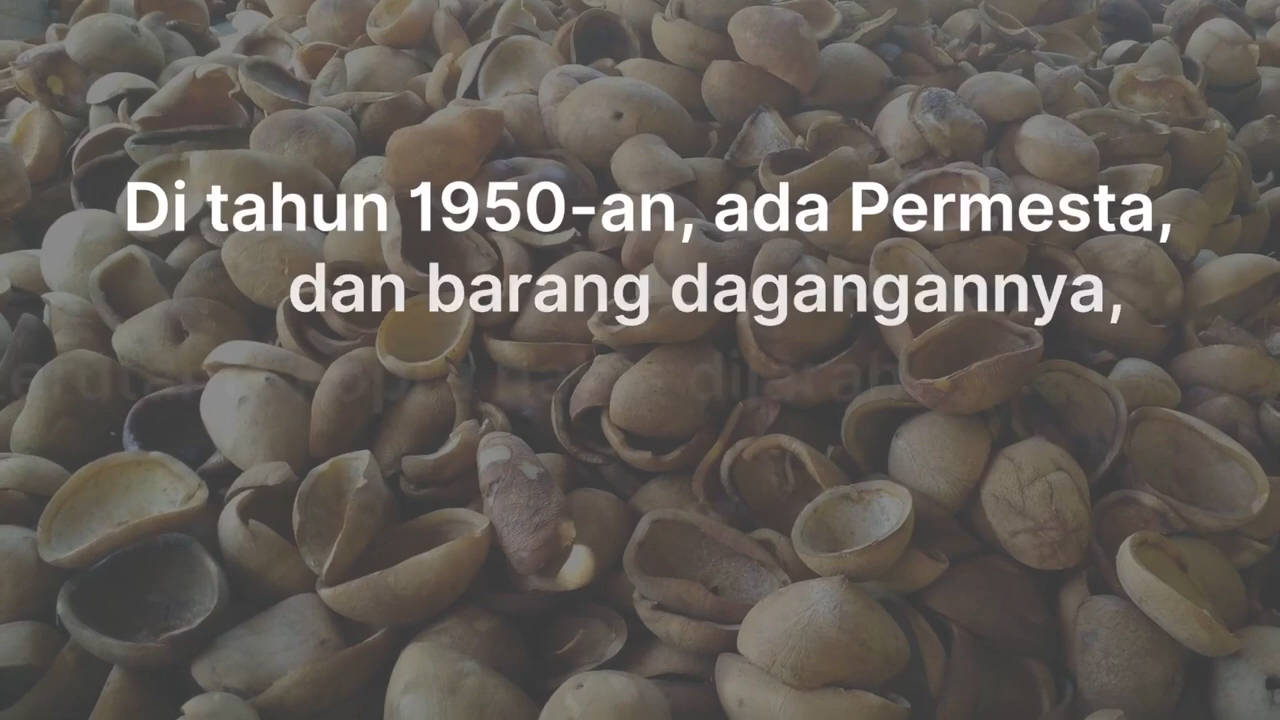 Di tahun 1950-an, ada Permesta,
dan barang dagangannya,